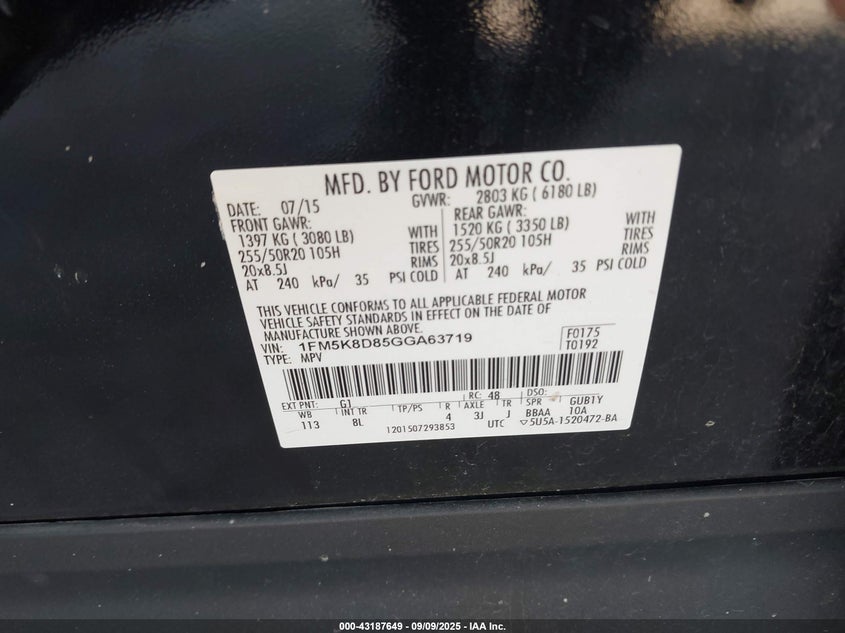 MFD. BY FORD MOTOR CO.
DATE: 07/15 GVWR: 2803 KG ( 6180 LB)
FRONT GAWR: REAR GAWR:
1397 KG ( 3080 LB) WITH 1520 KG ( 3350 LB) WITH
255/50R20 105H TIRES 255/50R20 105H TIRES
20x8.5J RIMS 20x8.5J RIMS
AT 240 kPa/ 35 PSI COLD AT 240 kPa/ 35 PSI COLD
THIS VEHICLE CONFORMS TO ALL APPLICABLE FEDERAL MOTOR
VEHICLE SAFETY STANDARDS IN EFFECT ON THE DATE OF
MANUFACTURE SHOWN ABOVE.
VIN: 1FM5K8D85GGA63719 F0175
TYPE: MPV T0192
EXT PNT: G1 RC: 48 DSO:
WB INT TR TP/PS R AXLE TR SPR GUB1Y
113 BL 4 3J J BBAA 10A
1201507293853 UTC ▽5U5A-1520472-BA
000-43187649 | 09/09/2025 - IAA Inc.